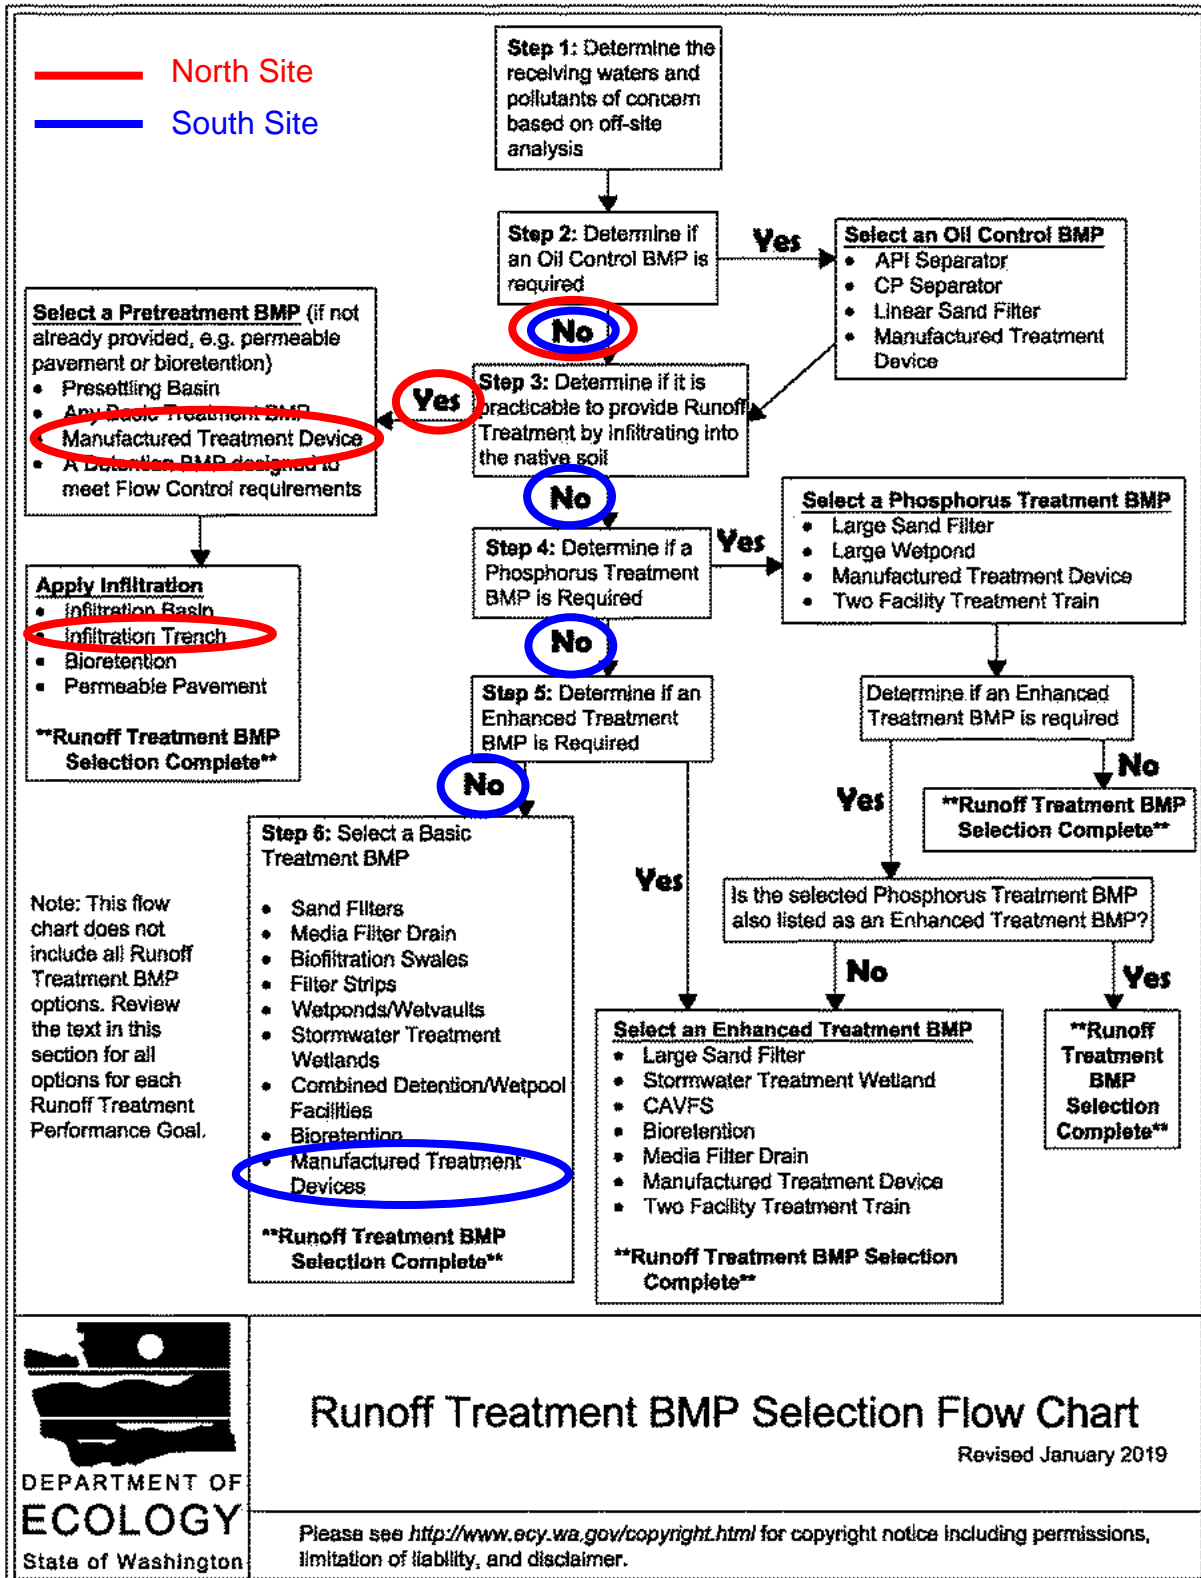 North Site
South Site
Step 1: Determine the
receiving waters and
pollutants of concern
based on off-site
analysis
Step 2: Determine if
an Oil Control BMP is
required
Yes
Select an Oil Control BMP
• API Separator
• CP Separator
• Linear Sand Filter
• Manufactured Treatment
Device
No
Select a Pretreatment BMP (if not
already provided, e.g. permeable
pavement or bioretention)
• Presettling Basin
• Any Basic Treatment BMP
• Manufactured Treatment Device
• A Detention BMP designed to
meet Flow Control requirements
Yes
Step 3: Determine if it is
practicable to provide Runoff
Treatment by infiltrating into
the native soil
No
Apply Infiltration
• Infiltration Basin
• Infiltration Trench
• Bioretention
• Permeable Pavement
**Runoff Treatment BMP
Selection Complete**
Step 4: Determine if a
Phosphorus Treatment
BMP is Required
Yes
Select a Phosphorus Treatment BMP
• Large Sand Filter
• Large Wetpond
• Manufactured Treatment Device
• Two Facility Treatment Train
No
Step 5: Determine if an
Enhanced Treatment
BMP is Required
Determine if an Enhanced
Treatment BMP is required
No
Yes
No
**Runoff Treatment BMP
Selection Complete**
Step 6: Select a Basic
Treatment BMP
• Sand Filters
• Media Filter Drain
• Biofiltration Swales
• Filter Strips
• Wetponds/Wetvaults
• Stormwater Treatment
Wetlands
• Combined Detention/Wetpool
Facilities
• Bioretention
• Manufactured Treatment
Devices
**Runoff Treatment BMP
Selection Complete**
Yes
Is the selected Phosphorus Treatment BMP
also listed as an Enhanced Treatment BMP?
No
Yes
Note: This flow
chart does not
include all Runoff
Treatment BMP
options. Review
the text in this
section for all
options for each
Runoff Treatment
Performance Goal.
Select an Enhanced Treatment BMP
• Large Sand Filter
• Stormwater Treatment Wetland
• CAVFS
• Bioretention
• Media Filter Drain
• Manufactured Treatment Device
• Two Facility Treatment Train
**Runoff Treatment BMP Selection
Complete**
**Runoff
Treatment
BMP
Selection
Complete**
DEPARTMENT OF
ECOLOGY
State of Washington
Runoff Treatment BMP Selection Flow Chart
Revised January 2019
Please see http://www.ecy.wa.gov/copyright.html for copyright notice including permissions,
limitation of liability, and disclaimer.